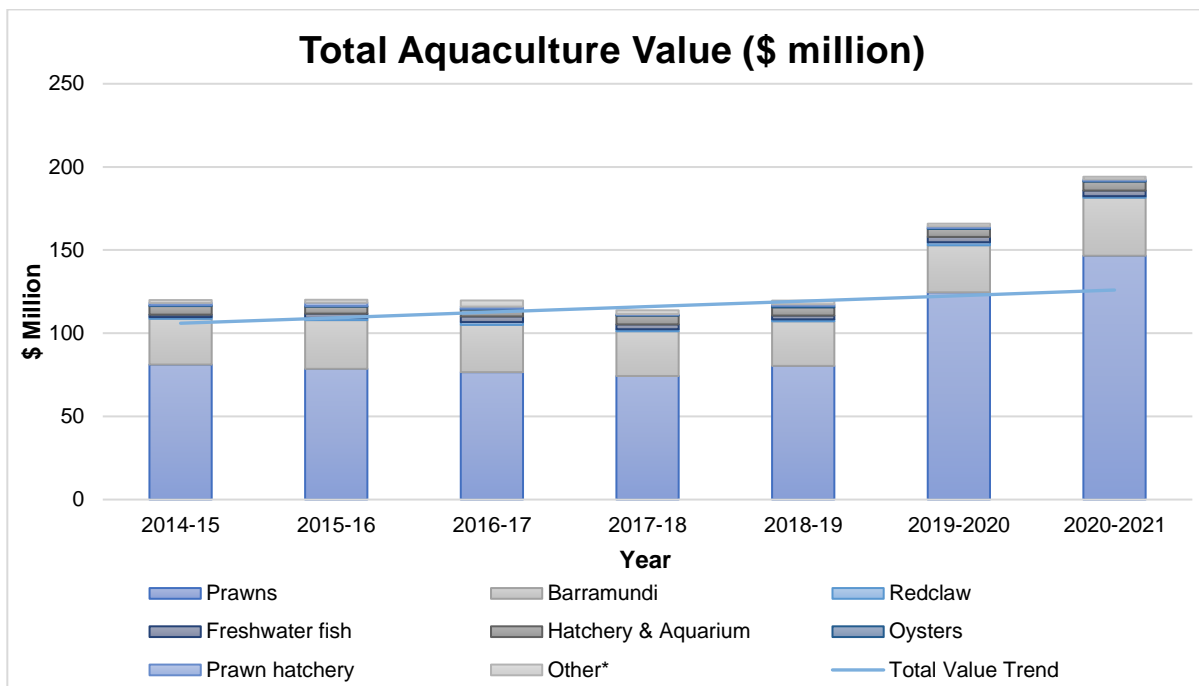 Total Aquaculture Value ($ million)
250
200
150
100
50
0
$ Million
2014-15 2015-16 2016-17 2017-18 2018-19 2019-2020 2020-2021
Year
Prawns Barramundi Redclaw
Freshwater fish Hatchery & Aquarium Oysters
Prawn hatchery Other* Total Value Trend